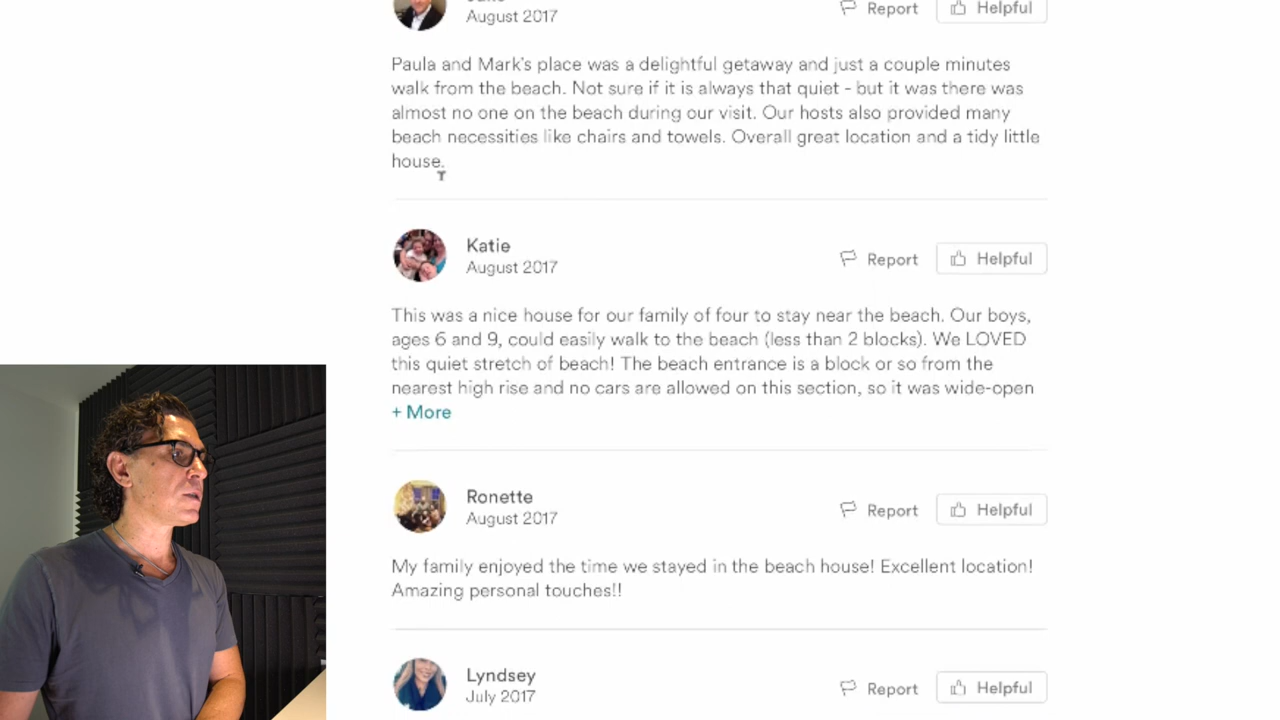 August 2017
Report
Helpful
Paula and Mark's place was a delightful getaway and just a couple minutes
walk from the beach. Not sure if it is always that quiet - but it was there was
almost no one on the beach during our visit. Our hosts also provided many
beach necessities like chairs and towels. Overall great location and a tidy little
house.
Katie
August 2017
Report
Helpful
This was a nice house for our family of four to stay near the beach. Our boys,
ages 6 and 9, could easily walk to the beach (less than 2 blocks). We LOVED
this quiet stretch of beach! The beach entrance is a block or so from the
nearest high rise and no cars are allowed on this section, so it was wide-open
+ More
Ronette
August 2017
Report
Helpful
My family enjoyed the time we stayed in the beach house! Excellent location!
Amazing personal touches!!
Lyndsey
July 2017
Report
Helpful